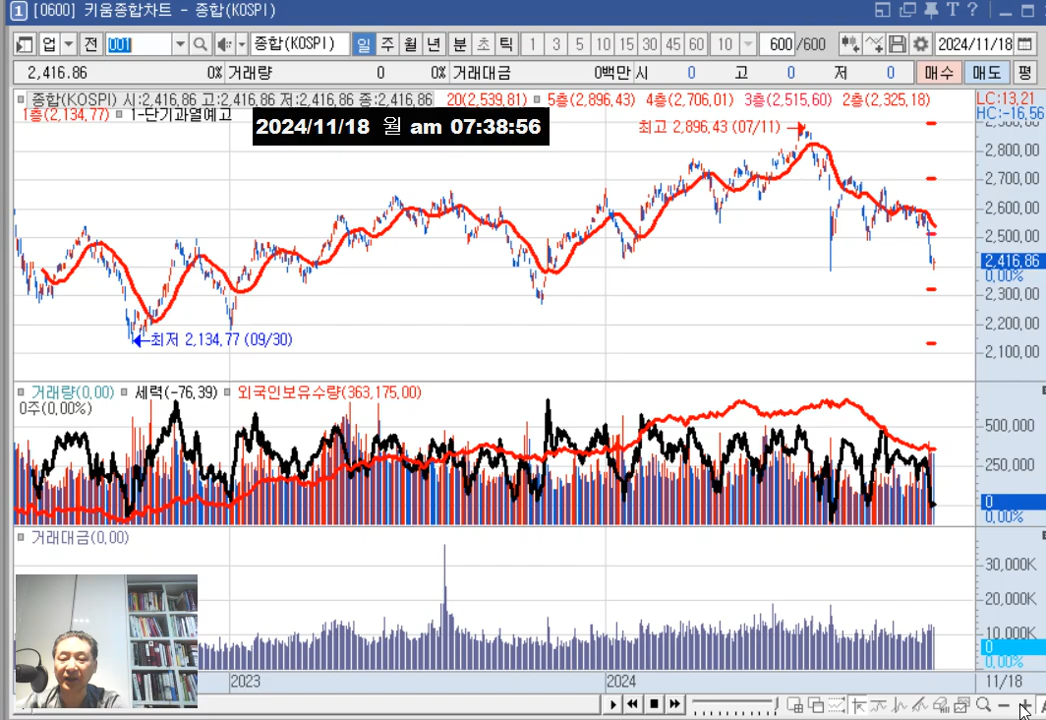 1 [0600] 키움종합차트 - 종합(KOSPI)
T ?
업 전 001 종합(KOSPI) 일 주 월 년 분 초 틱 1 3 5 10 15 30 45 60 10 600 /600 2024/11/18
2,416.86 0% 거래량 0 0% 거래대금 0백만 시 0 고 0 저 0 매수 매도 평
종합(KOSPI) 시:2,416,86 고:2,416,86 저:2,416,86 종:2,416,86 20(2,539,81) 5층(2,896,43) 4층(2,706,01) 3층(2,515,60) 2층(2,325,18) LC:13,21
1층(2,134,77) 1-단기과열예고 HC:-16,56
2024/11/18 월 am 07:38:56
최고 2,896,43 (07/11)
2,800,00
2,700,00
2,600,00
2,500,00
2,416,86
0,00%
2,300,00
2,200,00
최저 2,134,77 (09/30)
2,100,00
거래량(0,00) 세력(-76,39) 외국인보유수량(363,175,00)
0주(0,00%)
500,000
250,000
0
0,00%
거래대금(0,00)
30,000K
20,000K
10,000K
0
0,00%
2023 2024 11/18